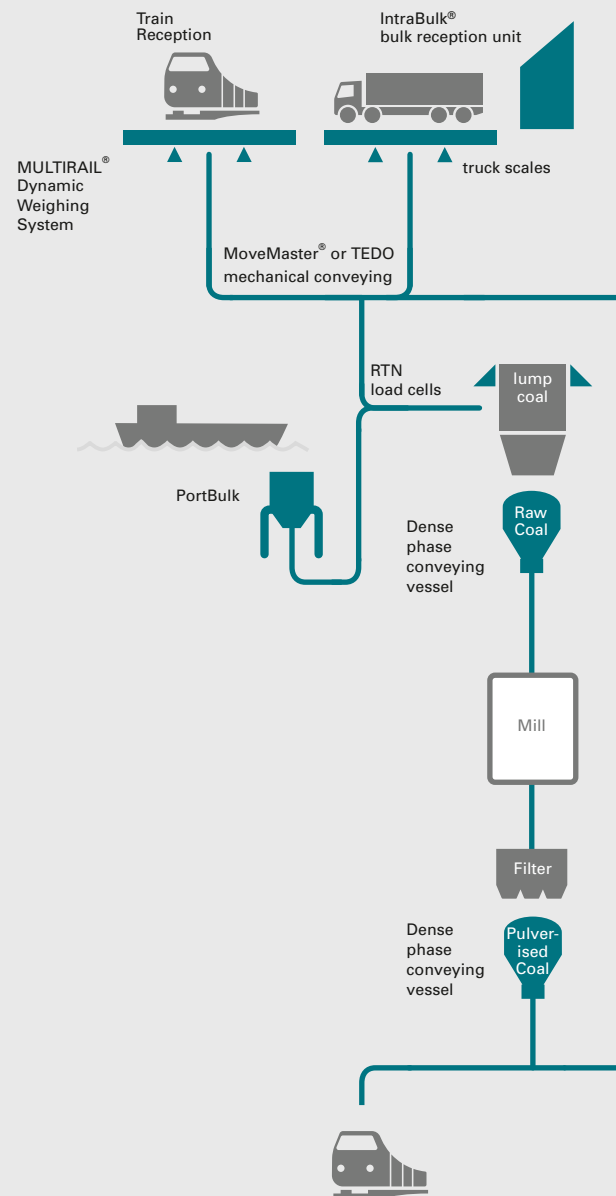 Train
Reception
IntraBulk®
bulk reception unit
MULTIRAIL®
Dynamic
Weighing
System
truck scales
MoveMaster® or TEDO
mechanical conveying
RTN
load cells
lump
coal
PortBulk
Raw
Coal
Dense
phase
conveying
vessel
Mill
Filter
Dense
phase
conveying
vessel
Pulver-
ised
Coal